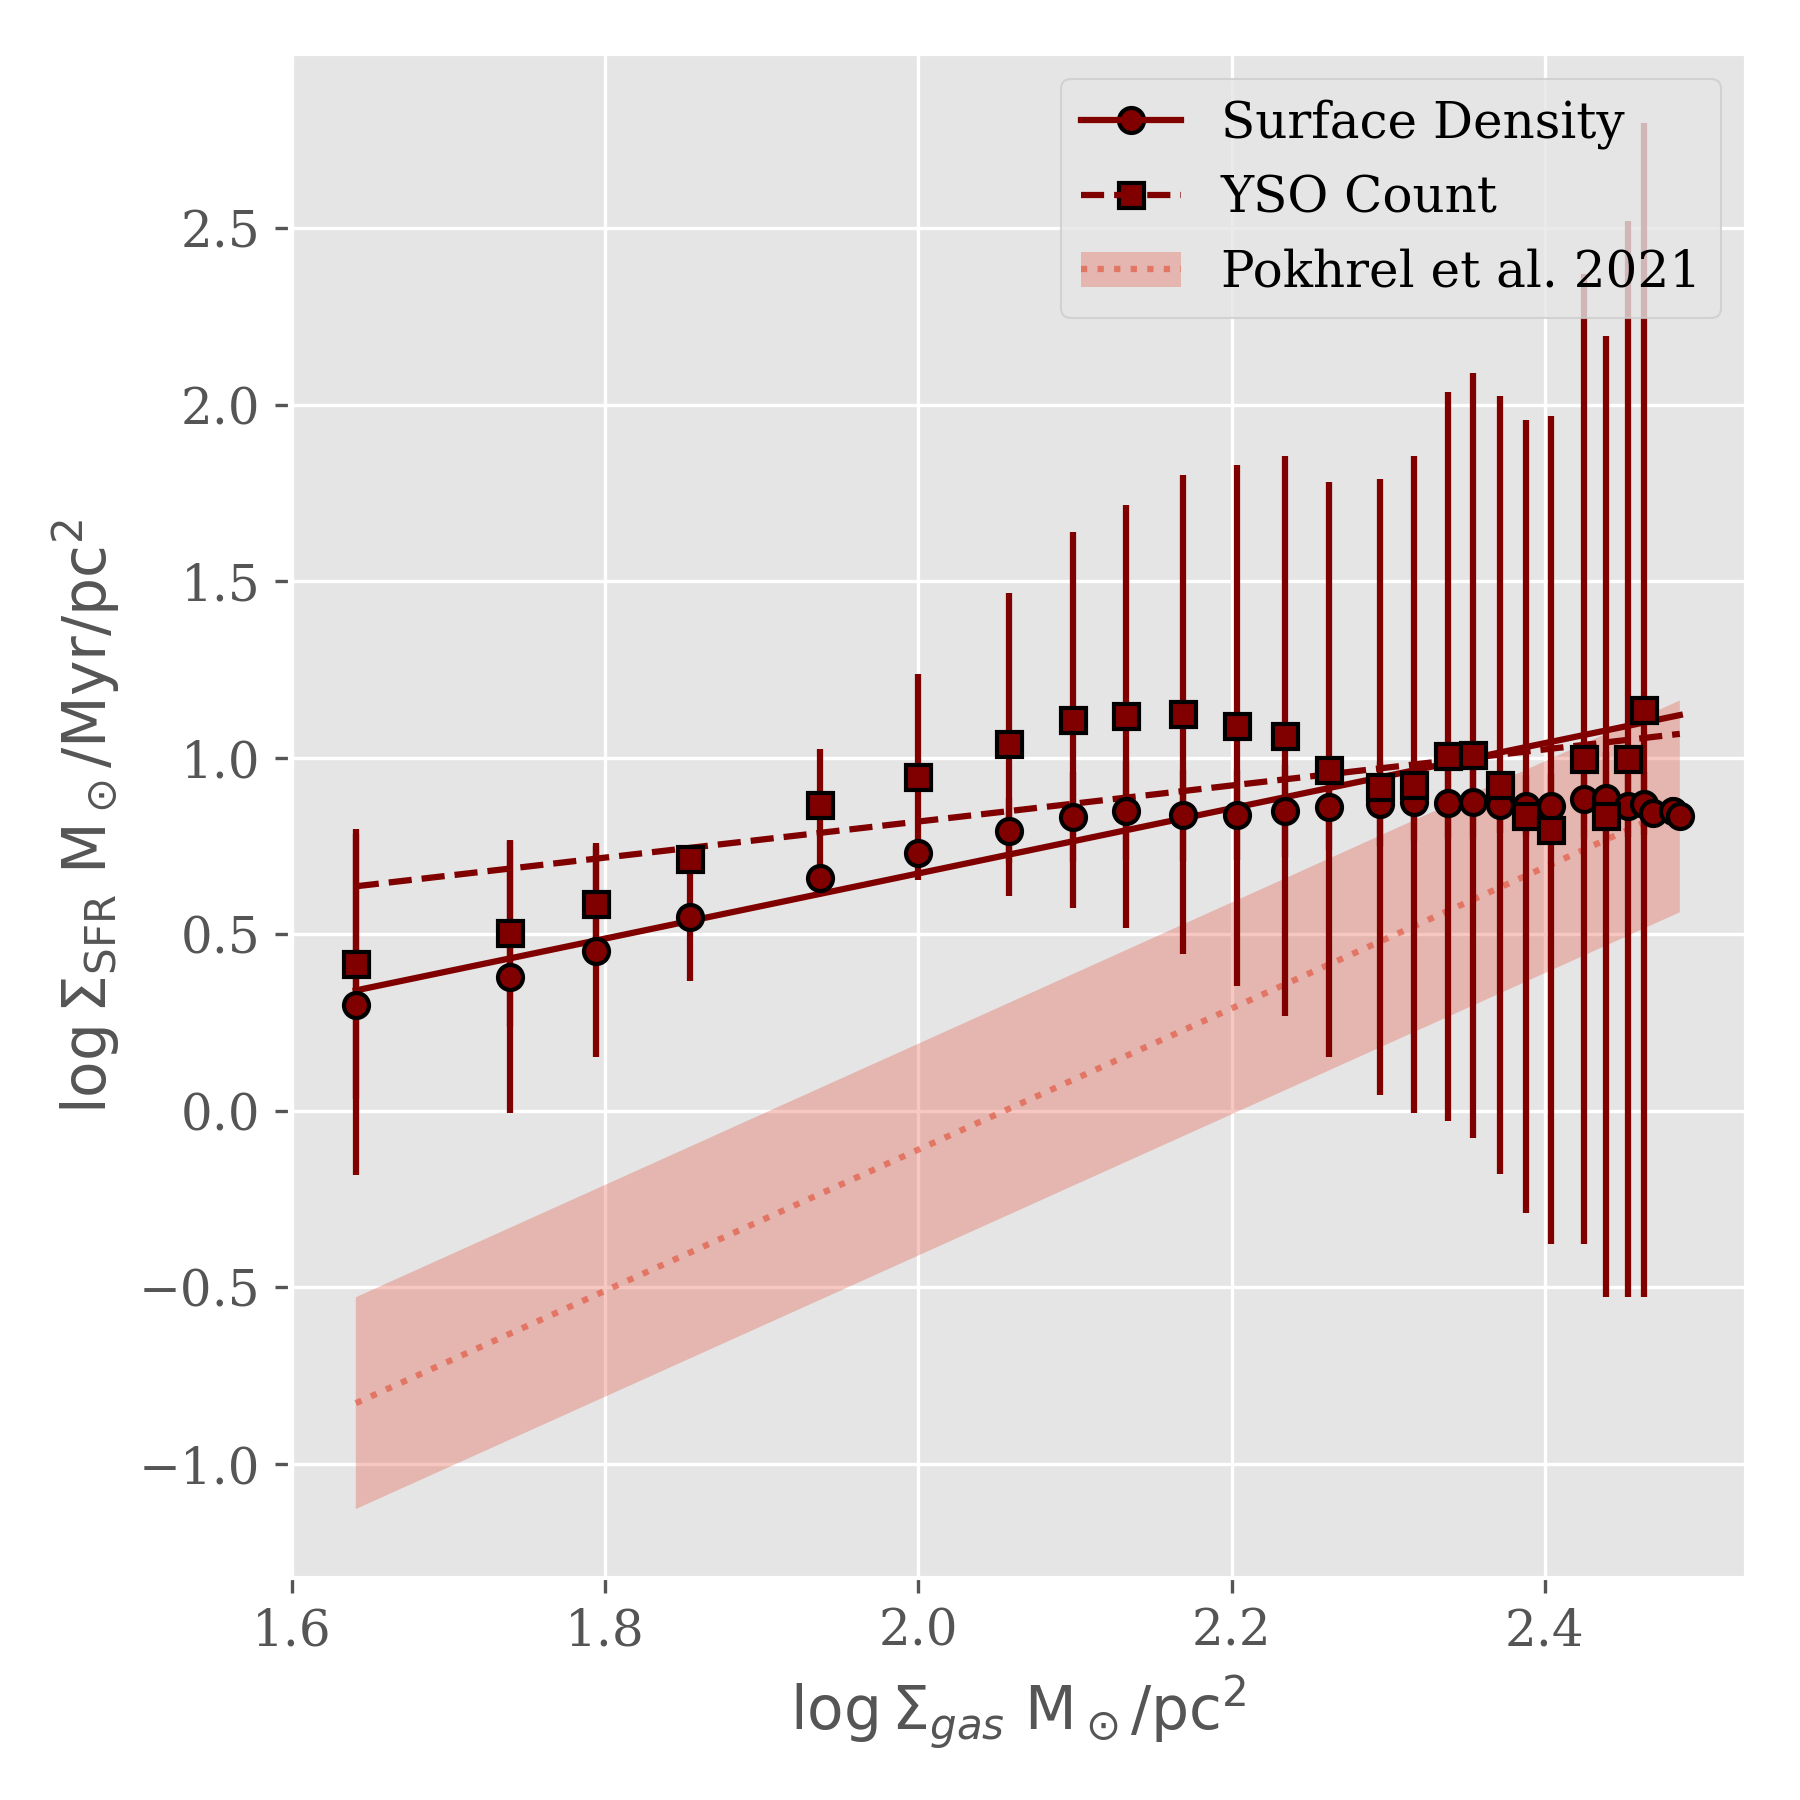 Surface Density
YSO Count
Pokhrel et al. 2021
2.5
2.0
1.5
1.0
0.5
0.0
−0.5
−1.0
log Σ_SFR M_⊙/Myr/pc²
1.6 1.8 2.0 2.2 2.4
log Σ_gas M_⊙/pc²